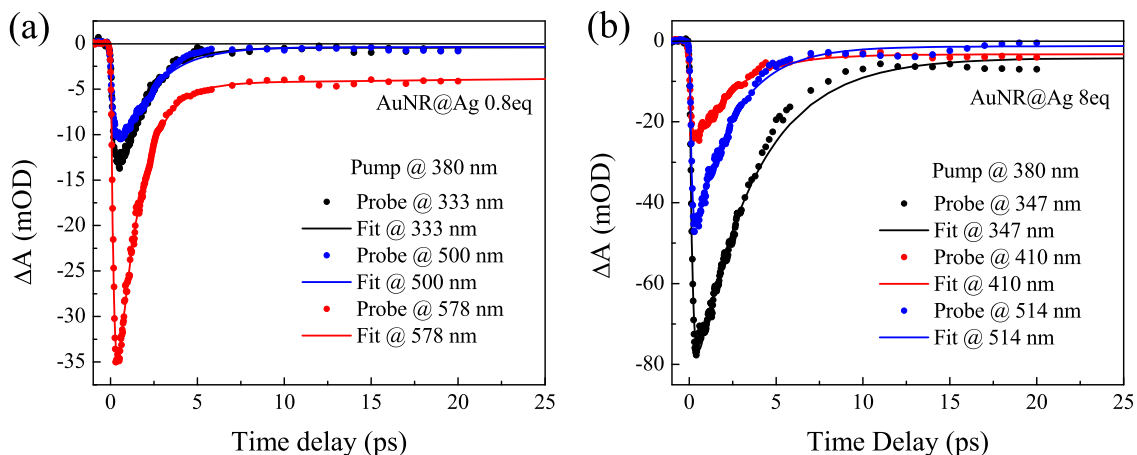 (a)
0
-5
-10
-15
-20
-25
-30
-35
ΔA (mOD)
AuNR@Ag 0.8eq
Pump @ 380 nm
Probe @ 333 nm
Fit @ 333 nm
Probe @ 500 nm
Fit @ 500 nm
Probe @ 578 nm
Fit @ 578 nm
0 5 10 15 20 25
Time delay (ps)
(b)
0
-20
-40
-60
-80
ΔA (mOD)
AuNR@Ag 8eq
Pump @ 380 nm
Probe @ 347 nm
Fit @ 347 nm
Probe @ 410 nm
Fit @ 410 nm
Probe @ 514 nm
Fit @ 514 nm
0 5 10 15 20 25
Time Delay (ps)